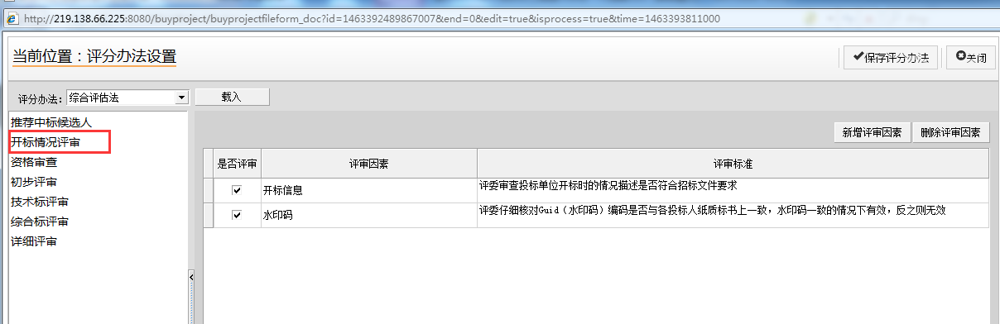 http://219.138.66.225:8080/buyproject/buyprojectfileform_doc?id=1463392489867007&end=0&edit=true&isprocess=true&time=1463393811000
当前位置：评分办法设置
保存评分办法
关闭
评分办法: 综合评估法
载入
推荐中标候选人
开标情况评审
资格审查
初步评审
技术标评审
综合标评审
详细评审
新增评审因素 删除评审因素
是否评审 评审因素 评审标准
开标信息 评委审查投标单位开标时的情况描述是否符合招标文件要求
水印码 评委仔细核对Guid（水印码）编码是否与各投标人纸质标书上一致，水印码一致的情况下有效，反之则无效